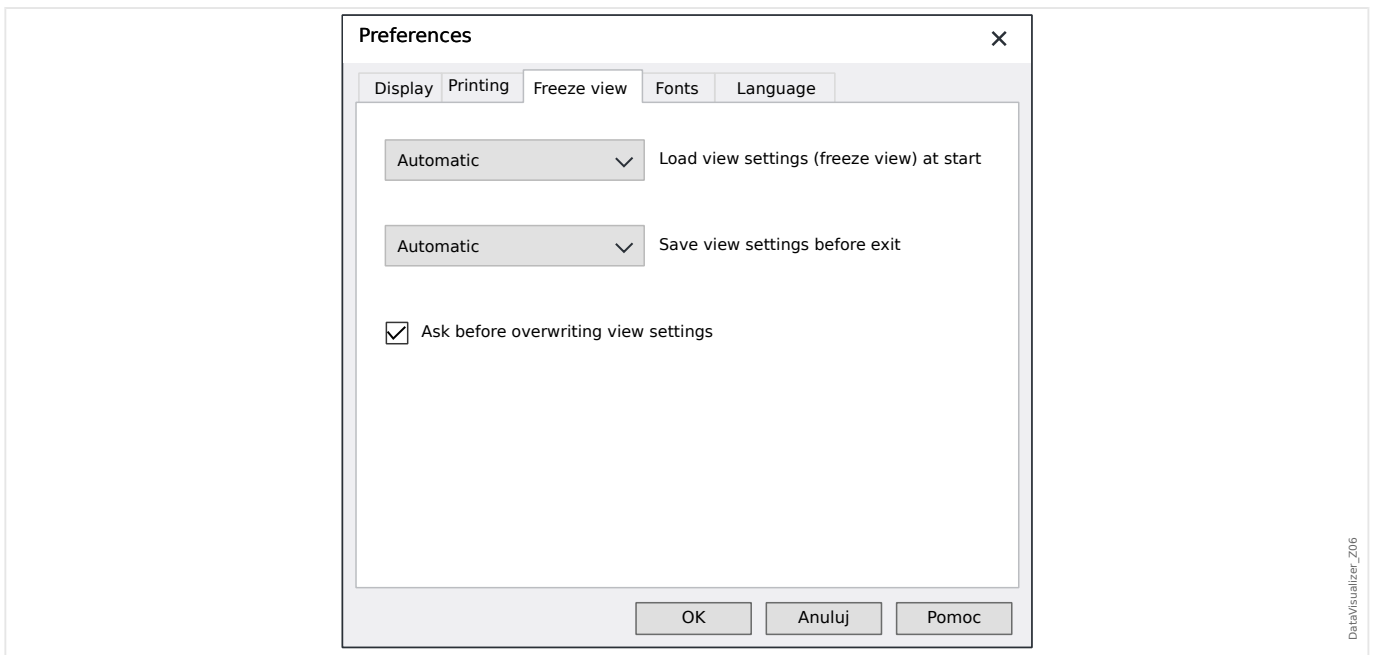 Preferences
Display Printing Freeze view Fonts Language
Automatic Load view settings (freeze view) at start
Automatic Save view settings before exit
Ask before overwriting view settings
OK Anuluj Pomoc
DataVisualizer_Z06